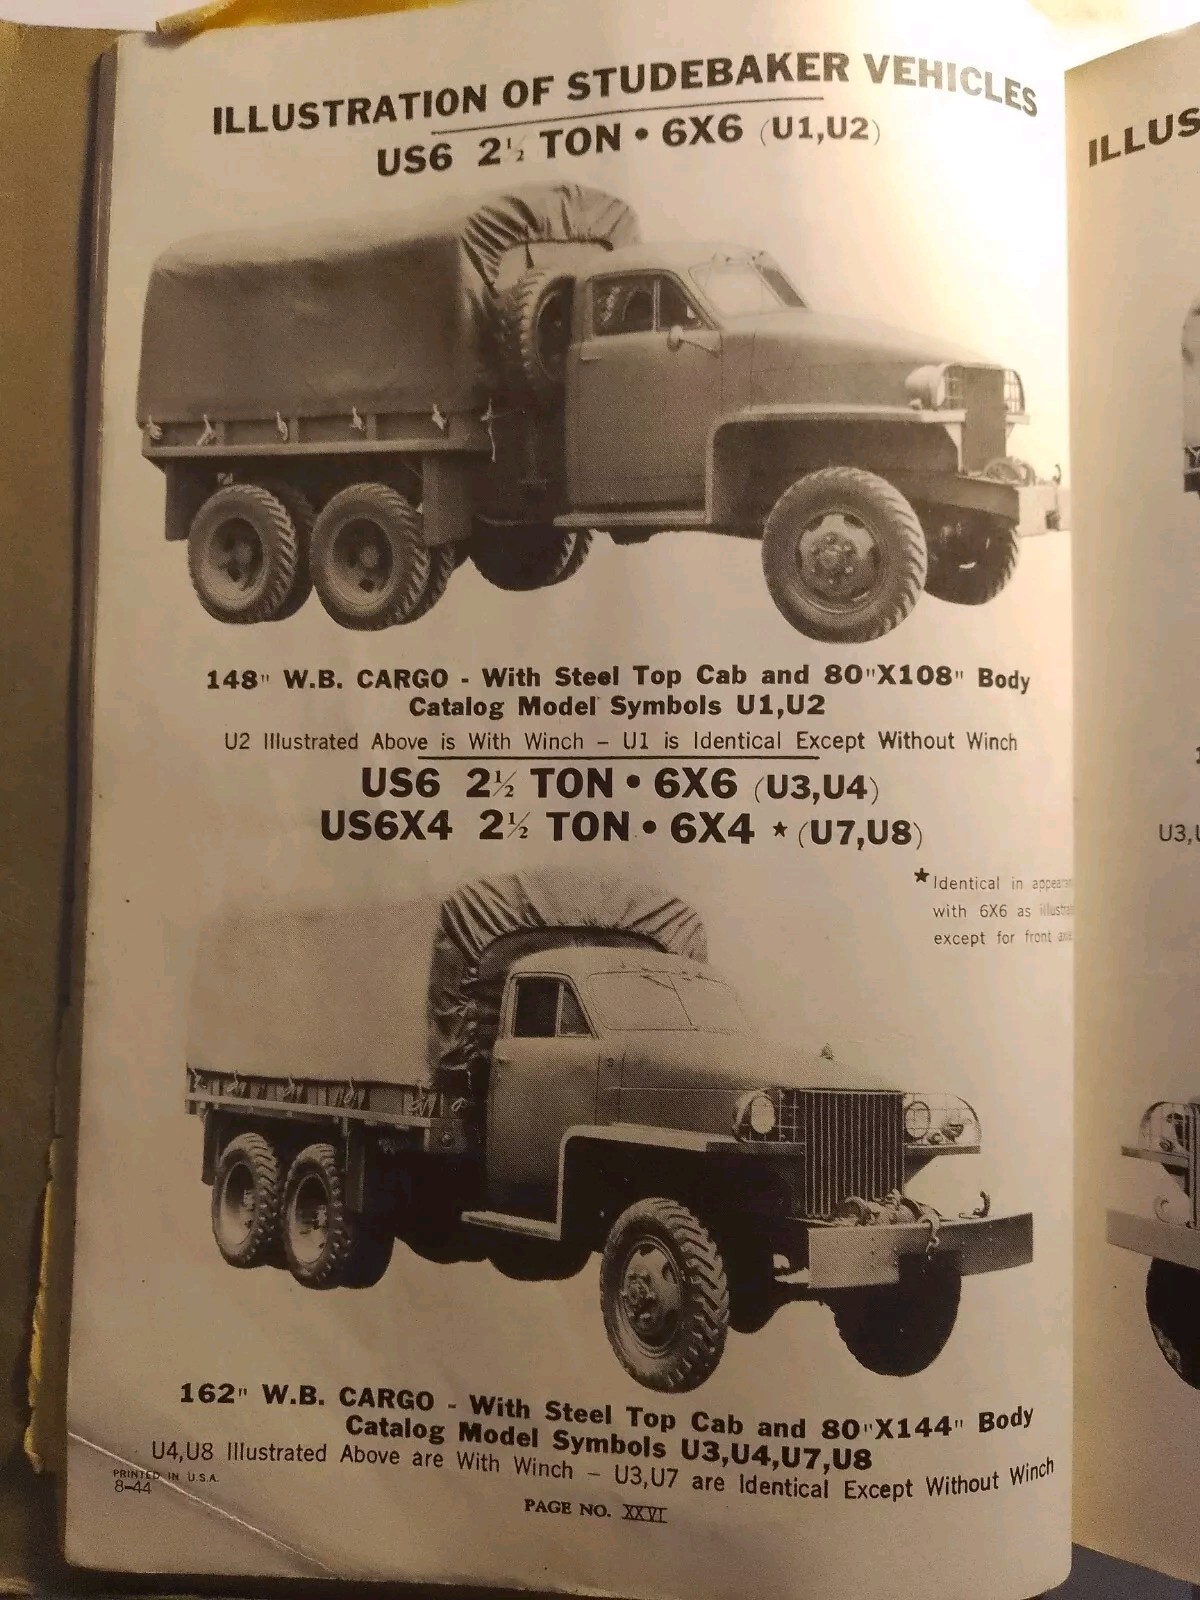 ILLUSTRATION OF STUDEBAKER VEHICLES
US6 2½ TON • 6X6 (U1,U2)
148" W.B. CARGO - With Steel Top Cab and 80"X108" Body
Catalog Model Symbols U1,U2
U2 Illustrated Above is With Winch – U1 is Identical Except Without Winch
US6 2½ TON • 6X6 (U3,U4)
US6X4 2½ TON • 6X4 ★ (U7,U8)
★ Identical in
with 6X6 as
except for front
162" W.B. CARGO - With Steel Top Cab and 80"X144" Body
Catalog Model Symbols U3,U4,U7,U8
U4,U8 Illustrated Above are With Winch – U3,U7 are Identical Except Without Winch
PRINTED IN U.S.A.
8-44
PAGE NO. XXVI
ILLUS
U3,